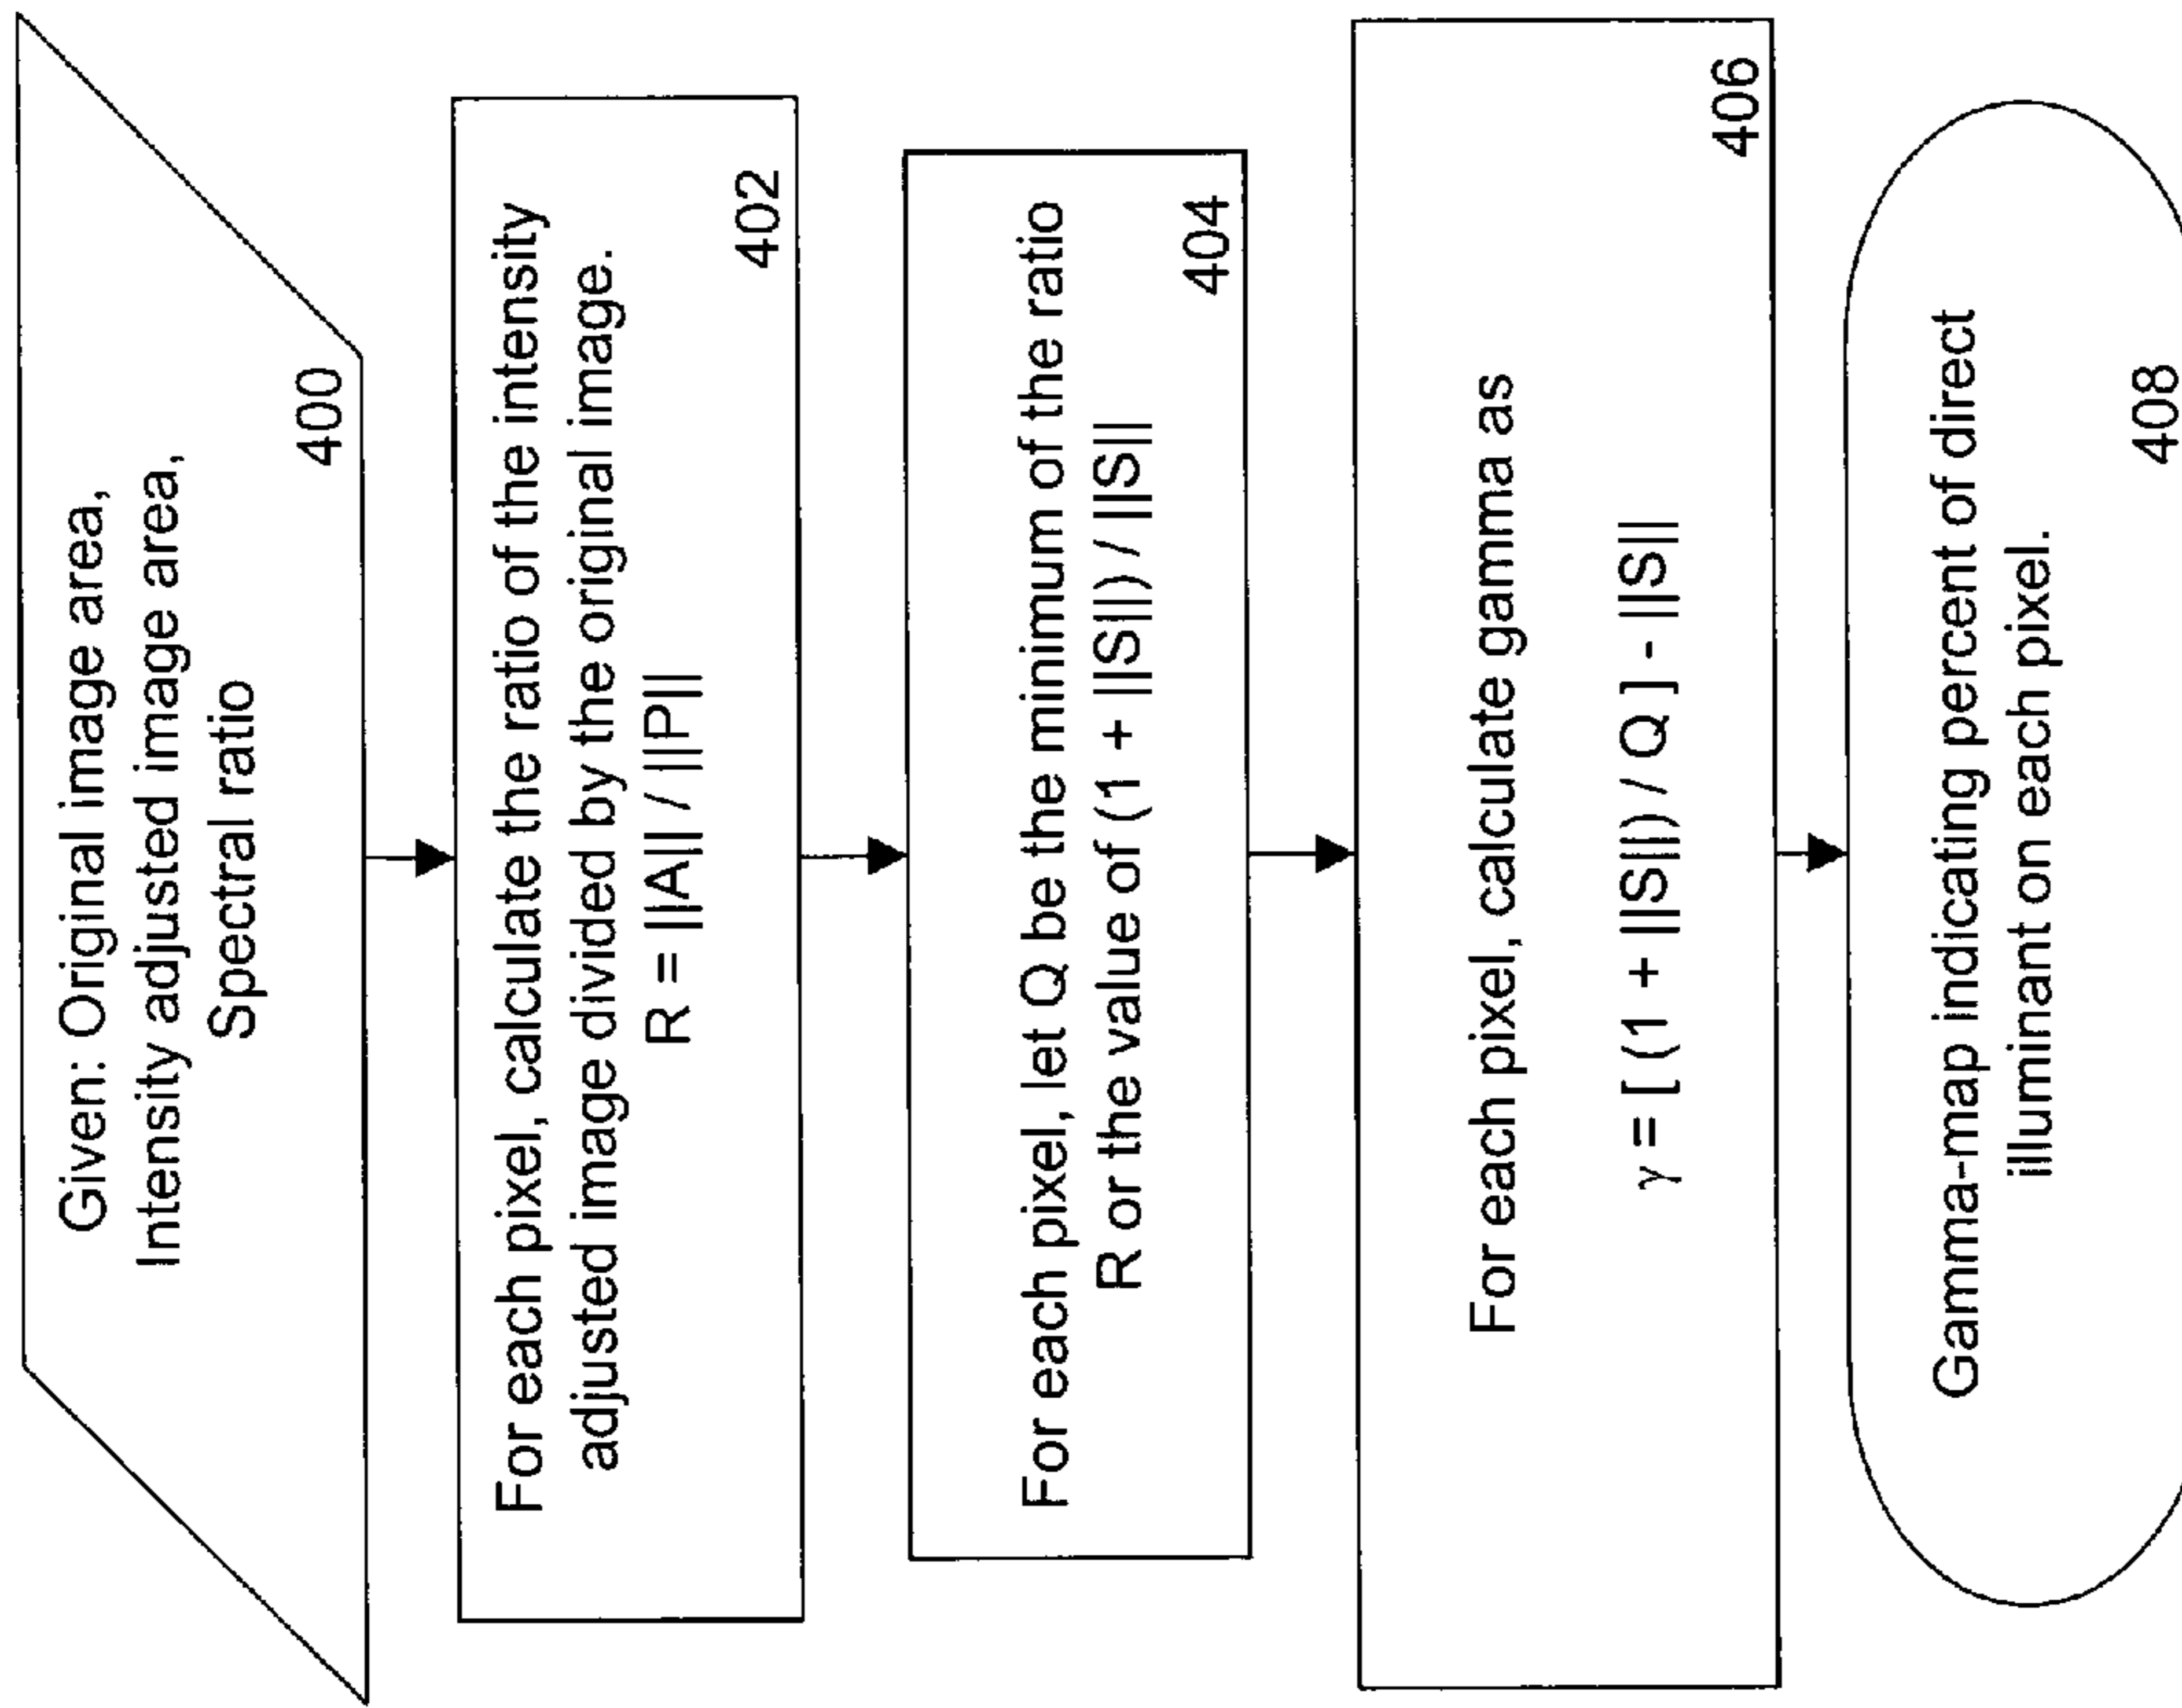 Given: Original image area,
Intensity adjusted image area,
Spectral ratio
400
For each pixel, calculate the ratio of the intensity
adjusted image divided by the original image.
R = ||A|| / ||P||
402
For each pixel, let Q be the minimum of the ratio
R or the value of (1 + ||S||) / ||S||
404
For each pixel, calculate gamma as
γ = [ (1 + ||S||) / Q ] - ||S||
406
Gamma-map indicating percent of direct
illuminant on each pixel.
408